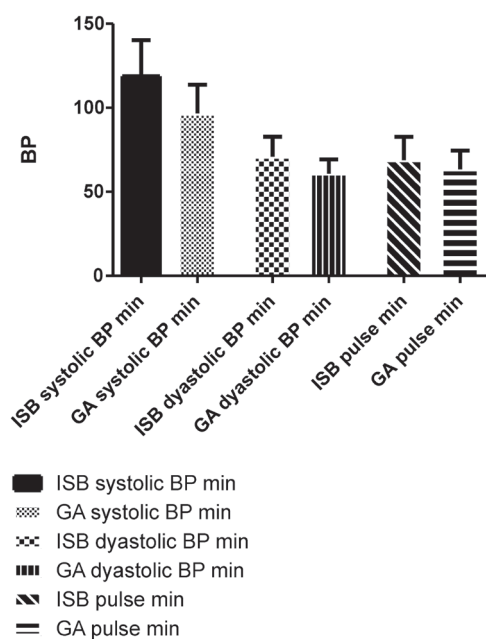 150
100
50
0
BP
ISB systolic BP min
GA systolic BP min
ISB dyastolic BP min
GA dyastolic BP min
ISB pulse min
GA pulse min
ISB systolic BP min
GA systolic BP min
ISB dyastolic BP min
GA dyastolic BP min
ISB pulse min
GA pulse min